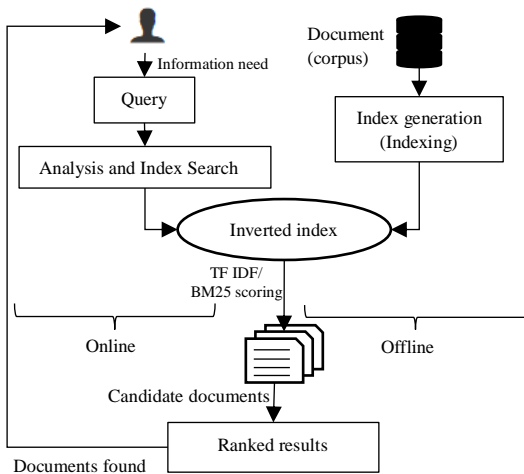 Document
(corpus)
Information need
Query
Index generation
(Indexing)
Analysis and Index Search
Inverted index
TF IDF/
BM25 scoring
Online
Offline
Candidate documents
Ranked results
Documents found